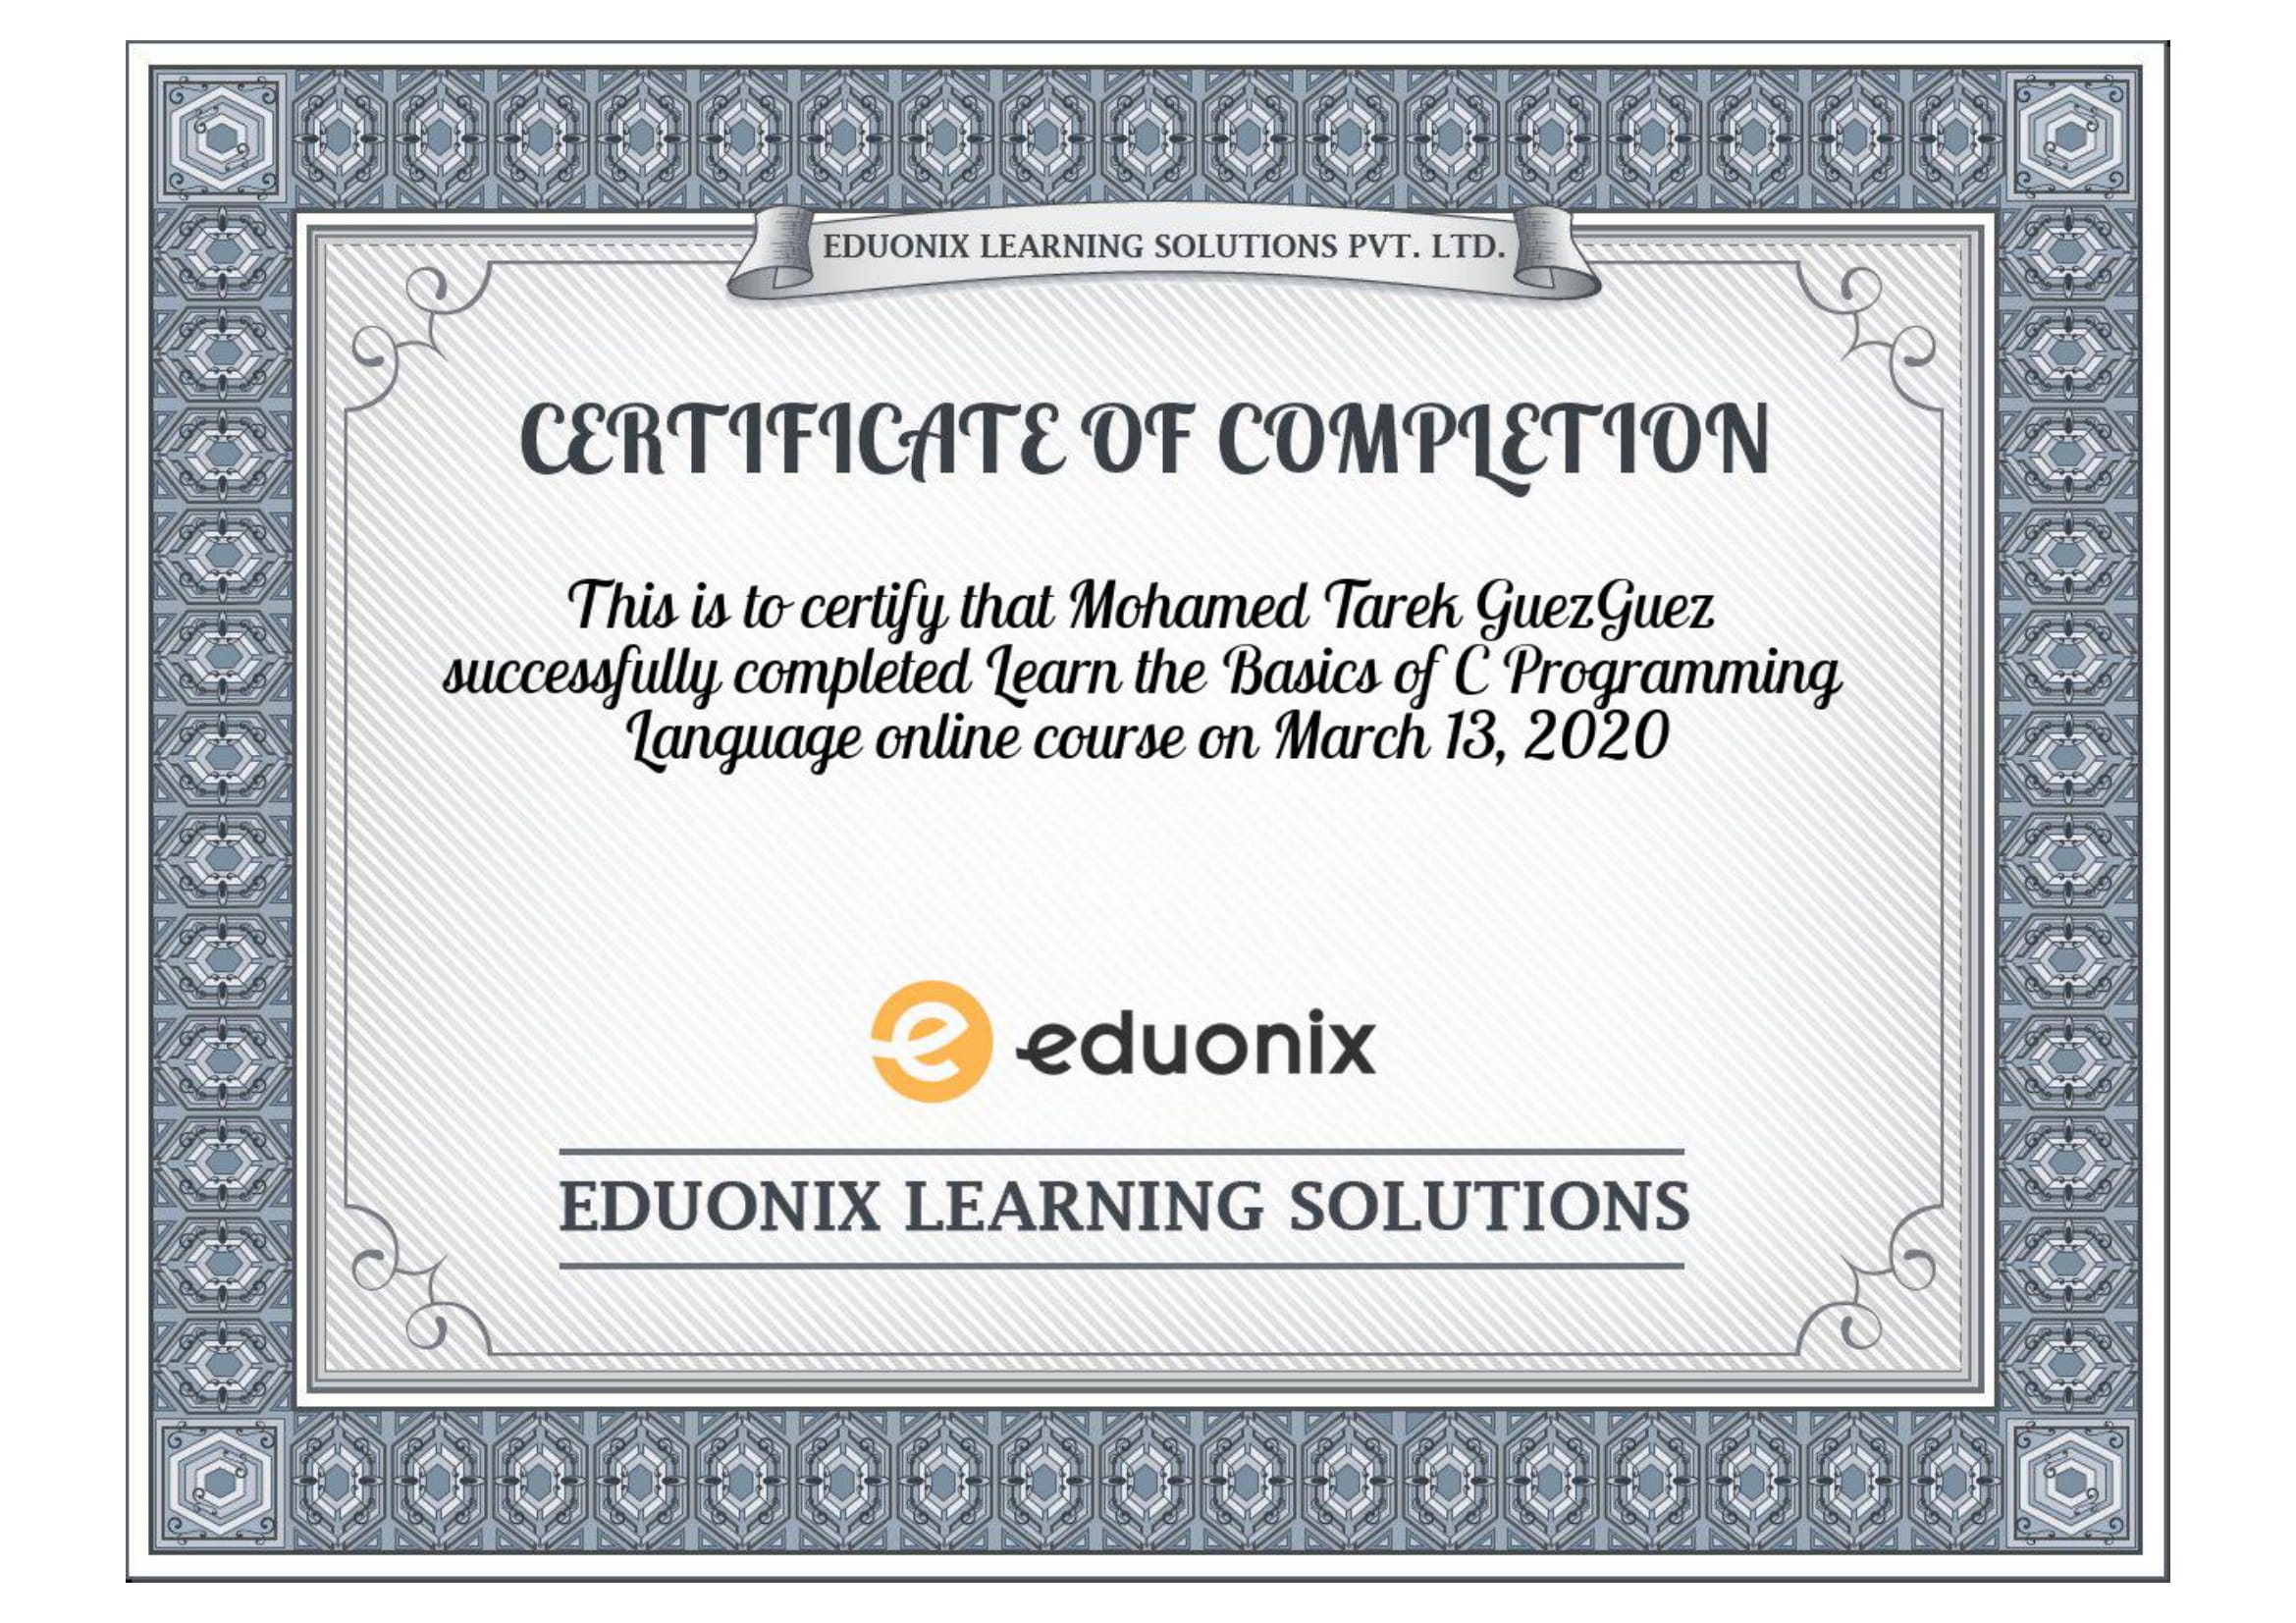 EDUONIX LEARNING SOLUTIONS PVT. LTD.
CERTIFICATE OF COMPLETION
This is to certify that Mohamed Tarek GuezGuez
successfully completed Learn the Basics of C Programming
Language online course on March 13, 2020
eduonix
EDUONIX LEARNING SOLUTIONS